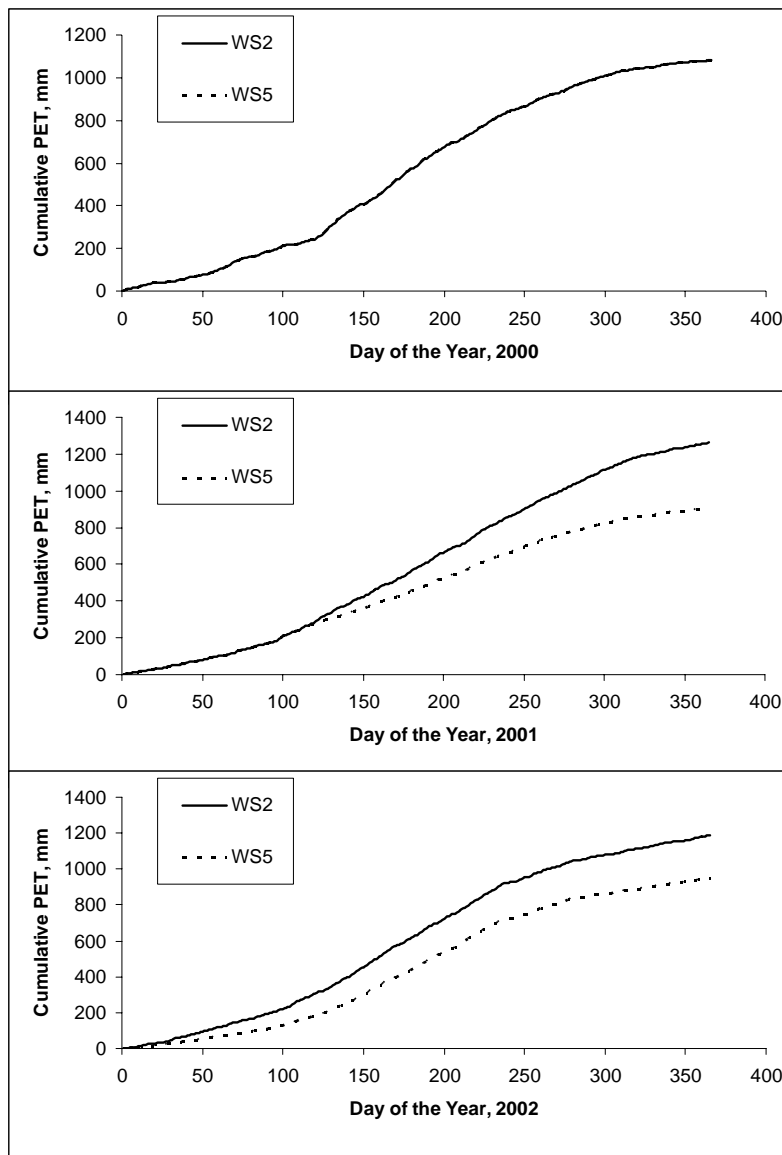 WS2
WS5
Cumulative PET, mm
1200
1000
800
600
400
200
0
0 50 100 150 200 250 300 350 400
Day of the Year, 2000
WS2
WS5
Cumulative PET, mm
1400
1200
1000
800
600
400
200
0
0 50 100 150 200 250 300 350 400
Day of the Year, 2001
WS2
WS5
Cumulative PET, mm
1400
1200
1000
800
600
400
200
0
0 50 100 150 200 250 300 350 400
Day of the Year, 2002